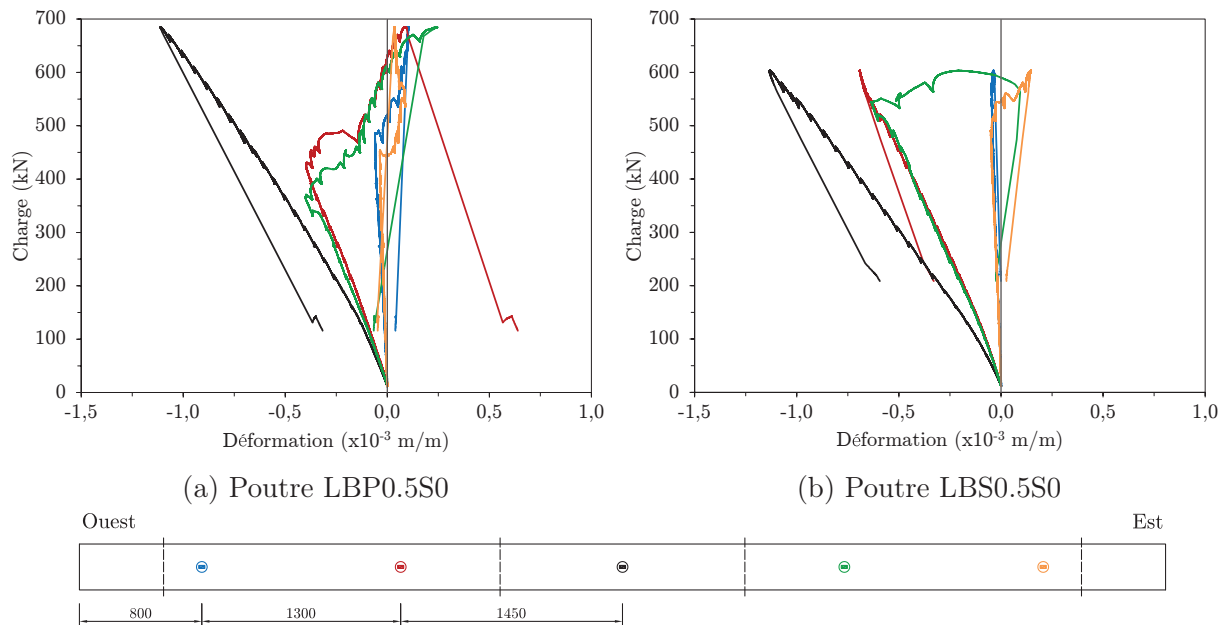 700
600
500
400
300
200
100
0
Charge (kN)
-1,5 -1,0 -0,5 0,0 0,5 1,0
Déformation (x10⁻³ m/m)
(a) Poutre LBP0.5S0
700
600
500
400
300
200
100
0
Charge (kN)
-1,5 -1,0 -0,5 0,0 0,5 1,0
Déformation (x10⁻³ m/m)
(b) Poutre LBS0.5S0
Ouest Est
800 1300 1450